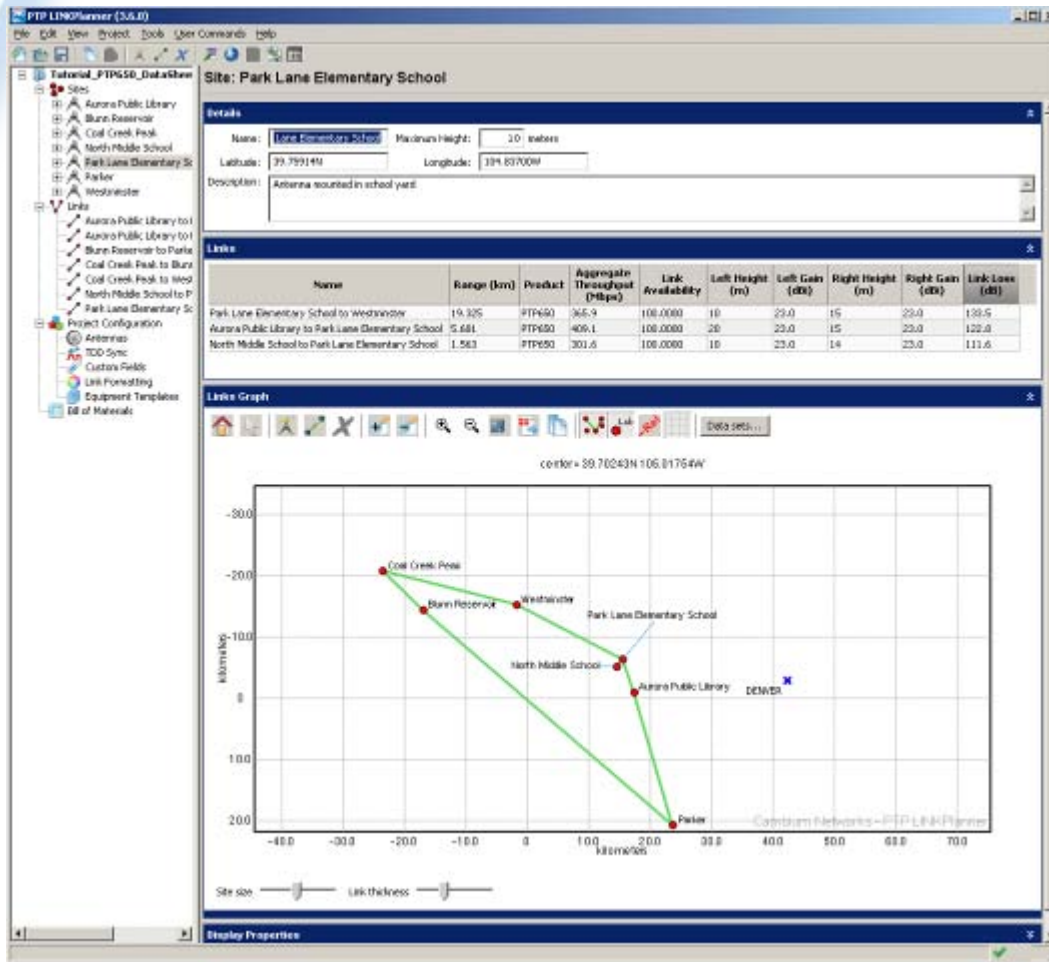 PTP LINKPlanner (3.6.0)
File Edit View Project Tools User Commands Help
Tutorial_PTP650_DataShee
Sites
Aurora Public Library
Blunn Reservoir
Coal Creek Peak
North Middle School
Park Lane Elementary Sc
Parker
Westminster
Links
Aurora Public Library to
Aurora Public Library to
Blunn Reservoir to Parke
Coal Creek Peak to Blun
Coal Creek Peak to West
North Middle School to P
Park Lane Elementary Sc
Project Configuration
Antennas
TDD Sync
Custom Fields
Link Formatting
Equipment Templates
Bill of Materials
Site: Park Lane Elementary School
Details
Name: Lane Elementary School Maximum Height: 10 meters
Latitude: 39.75914N Longitude: 104.83700W
Description: Antenna mounted in school yard
Links
Name Range (km) Product Aggregate Throughput (Mbps) Link Availability Left Height (m) Left Gain (dBi) Right Height (m) Right Gain (dBi) Link Loss (dB)
Park Lane Elementary School to Westminster 19.325 PTP650 365.9 100.0000 10 23.0 15 23.0 133.5
Aurora Public Library to Park Lane Elementary School 5.681 PTP650 409.1 100.0000 20 23.0 15 23.0 122.8
North Middle School to Park Lane Elementary School 1.563 PTP650 301.6 100.0000 10 23.0 14 23.0 111.6
Links Graph
Data sets...
center= 39.70243N 105.01764W
-30.0
-20.0
-10.0
0
10.0
20.0
kilometers
Coal Creek Peak
Blunn Reservoir
Westminster
Park Lane Elementary School
North Middle School
Aurora Public Library
DENVER
Parker
Cambium Networks - PTP LINKPlanner
-40.0 -30.0 -20.0 -10.0 0 10.0 20.0 30.0 40.0 50.0 60.0 70.0
kilometers
Site size Link thickness
Display Properties